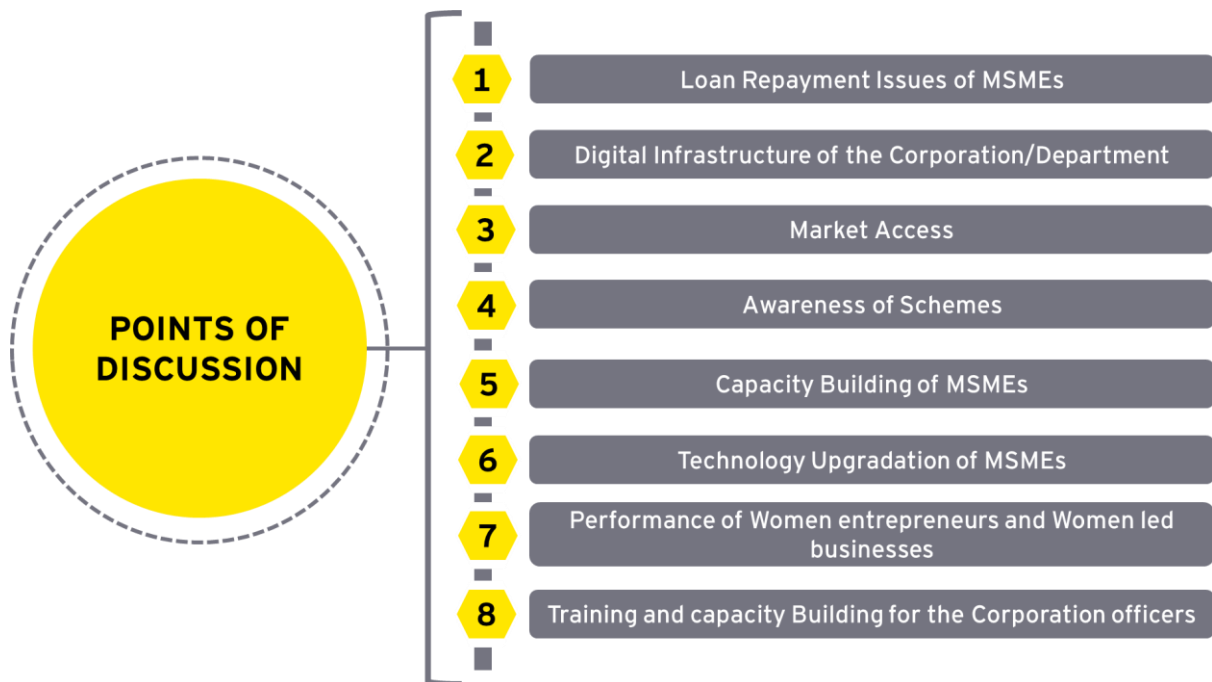 POINTS OF
DISCUSSION
1
Loan Repayment Issues of MSMEs
2
Digital Infrastructure of the Corporation/Department
3
Market Access
4
Awareness of Schemes
5
Capacity Building of MSMEs
6
Technology Upgradation of MSMEs
7
Performance of Women entrepreneurs and Women led
businesses
8
Training and capacity Building for the Corporation officers